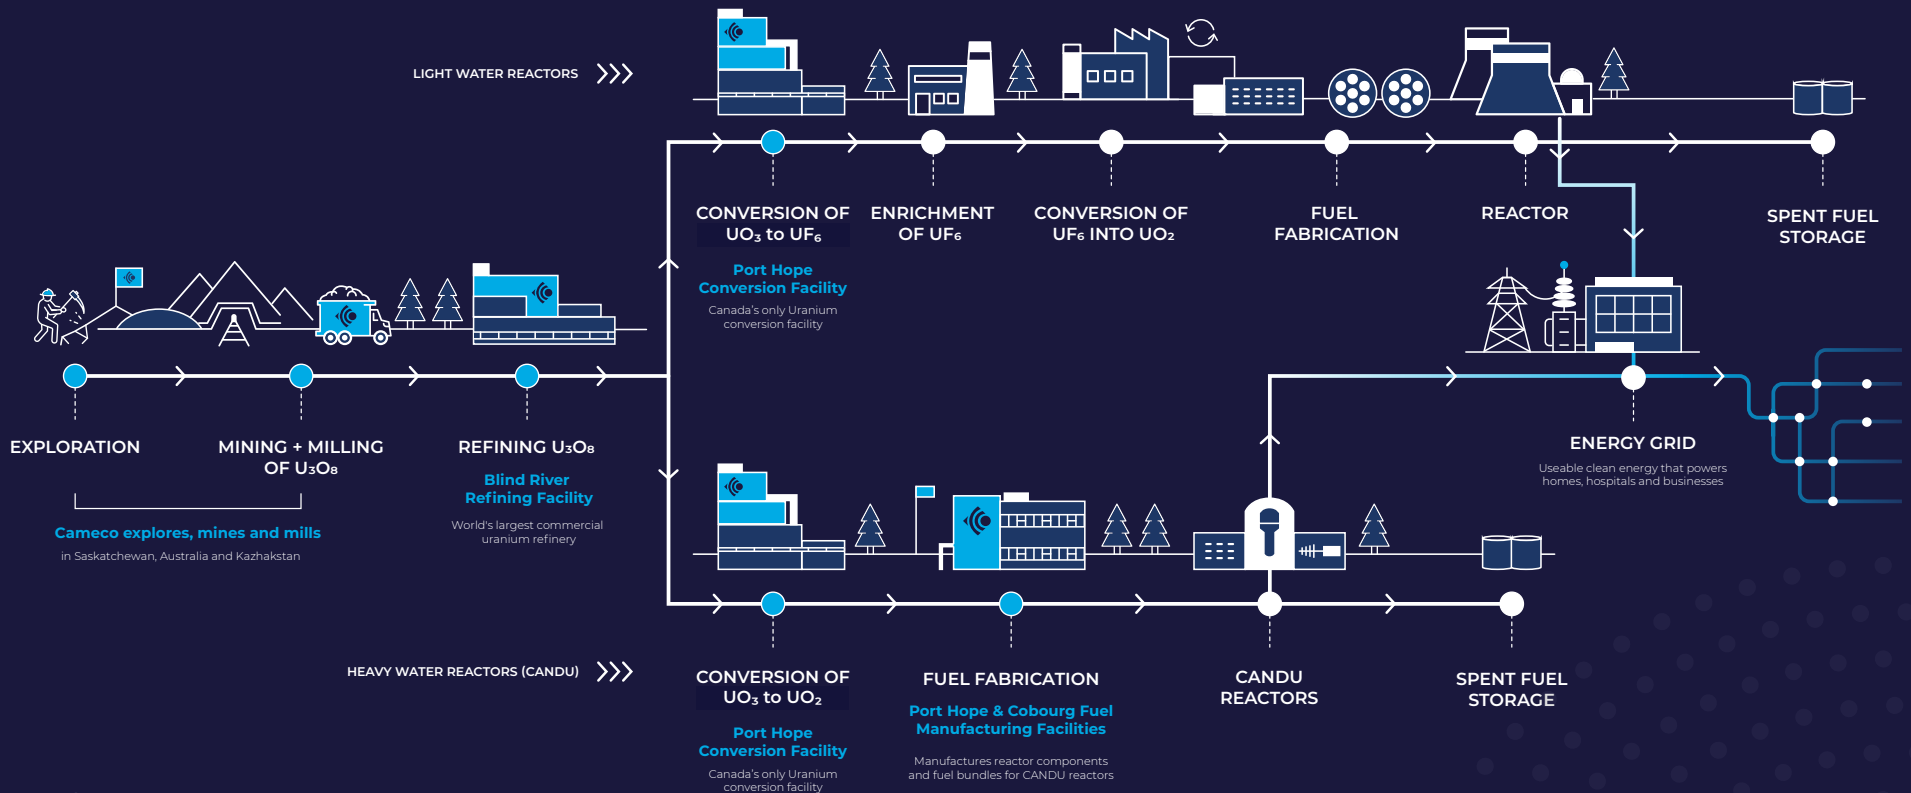 LIGHT WATER REACTORS
CONVERSION OF
UO₃ to UF₆
Port Hope
Conversion Facility
Canada's only Uranium
conversion facility
ENRICHMENT
OF UF₆
CONVERSION OF
UF₆ INTO UO₂
FUEL
FABRICATION
REACTOR
SPENT FUEL
STORAGE
EXPLORATION
MINING + MILLING
OF U₃O₈
Cameco explores, mines and mills
in Saskatchewan, Australia and Kazhakstan
REFINING U₃O₈
Blind River
Refining Facility
World's largest commercial
uranium refinery
ENERGY GRID
Useable clean energy that powers
homes, hospitals and businesses
HEAVY WATER REACTORS (CANDU)
CONVERSION OF
UO₃ to UO₂
Port Hope
Conversion Facility
Canada's only Uranium
conversion facility
FUEL FABRICATION
Port Hope & Cobourg Fuel
Manufacturing Facilities
Manufactures reactor components
and fuel bundles for CANDU reactors
CANDU
REACTORS
SPENT FUEL
STORAGE